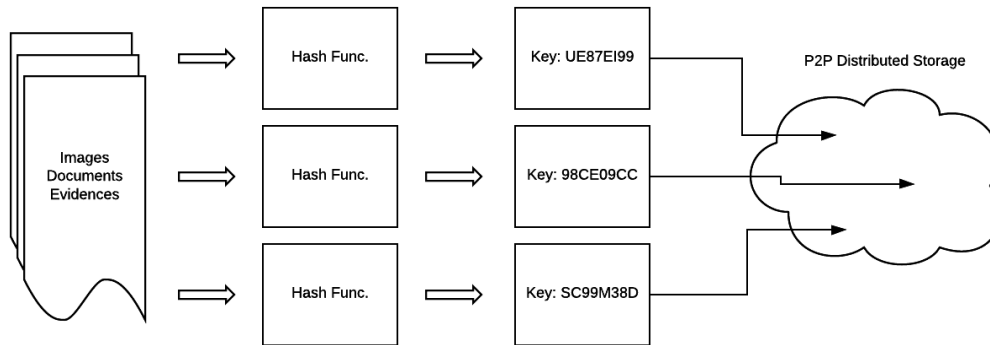 Images
Documents
Evidences
Hash Func.
Key: UE87EI99
Hash Func.
Key: 98CE09CC
Hash Func.
Key: SC99M38D
P2P Distributed Storage